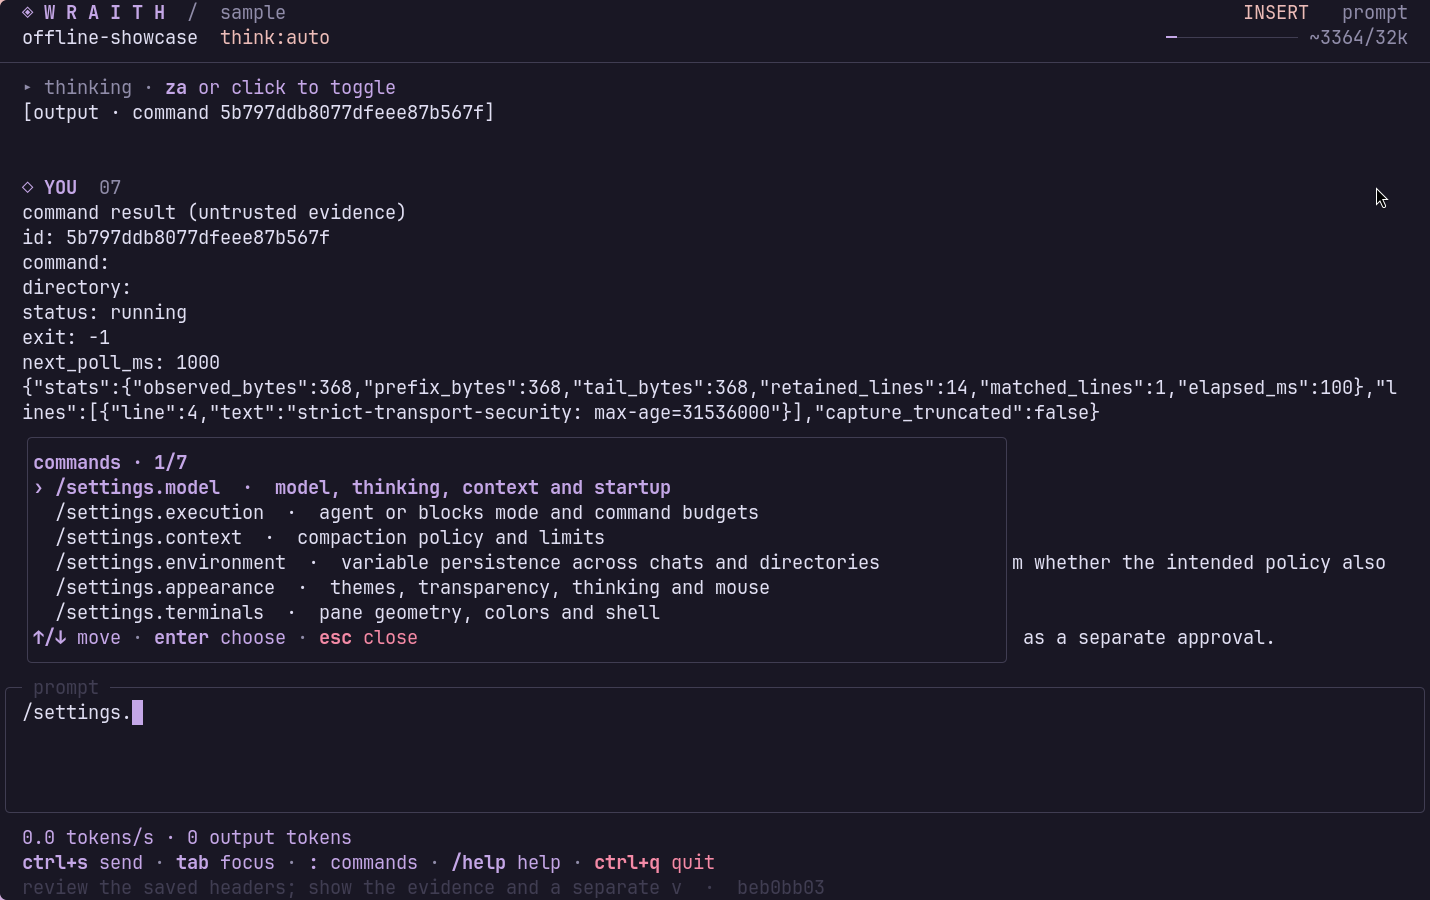 ◈ W R A I T H / sample INSERT prompt
offline-showcase think:auto ~3364/32k
▸ thinking · za or click to toggle
[output · command 5b797ddb8077dfeee87b567f]
◇ YOU 07
command result (untrusted evidence)
id: 5b797ddb8077dfeee87b567f
command:
directory:
status: running
exit: -1
next_poll_ms: 1000
{"stats":{"observed_bytes":368,"prefix_bytes":368,"tail_bytes":368,"retained_lines":14,"matched_lines":1,"elapsed_ms":100},"l
ines":[{"line":4,"text":"strict-transport-security: max-age=31536000"}],"capture_truncated":false}
commands · 1/7
› /settings.model · model, thinking, context and startup
/settings.execution · agent or blocks mode and command budgets
/settings.context · compaction policy and limits
/settings.environment · variable persistence across chats and directories m whether the intended policy also
/settings.appearance · themes, transparency, thinking and mouse
/settings.terminals · pane geometry, colors and shell
↑/↓ move · enter choose · esc close as a separate approval.
prompt
/settings.
0.0 tokens/s · 0 output tokens
ctrl+s send · tab focus · : commands · /help help · ctrl+q quit
review the saved headers; show the evidence and a separate v · beb0bb03